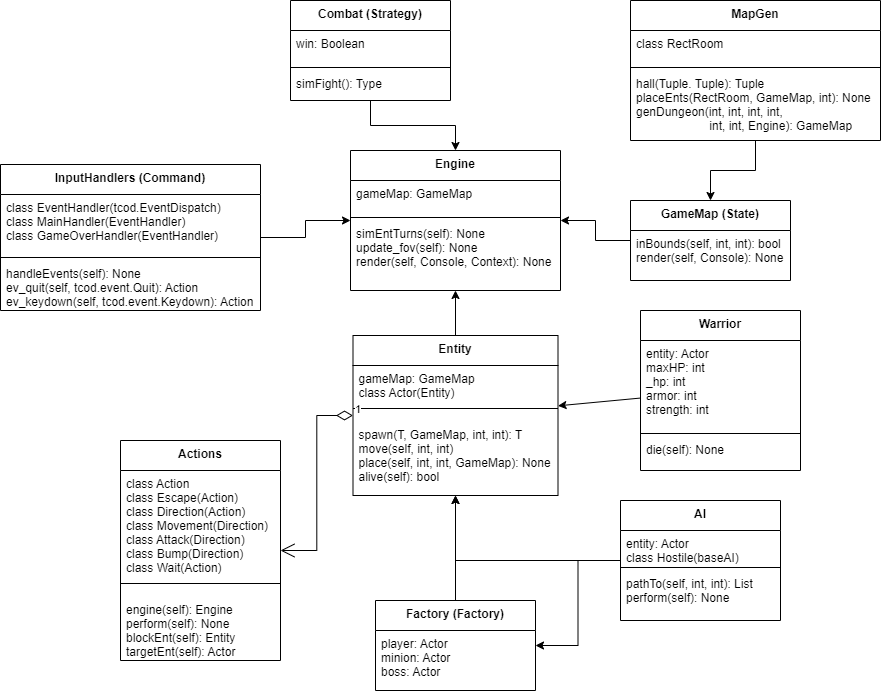 Combat (Strategy)
win: Boolean
simFight(): Type
MapGen
class RectRoom
hall(Tuple. Tuple): Tuple
placeEnts(RectRoom, GameMap, int): None
genDungeon(int, int, int, int,
int, int, Engine): GameMap
Engine
gameMap: GameMap
simEntTurns(self): None
update_fov(self): None
render(self, Console, Context): None
InputHandlers (Command)
class EventHandler(tcod.EventDispatch)
class MainHandler(EventHandler)
class GameOverHandler(EventHandler)
handleEvents(self): None
ev_quit(self, tcod.event.Quit): Action
ev_keydown(self, tcod.event.Keydown): Action
GameMap (State)
inBounds(self, int, int): bool
render(self, Console): None
Entity
gameMap: GameMap
class Actor(Entity)
1
spawn(T, GameMap, int, int): T
move(self, int, int)
place(self, int, int, GameMap): None
alive(self): bool
Warrior
entity: Actor
maxHP: int
_hp: int
armor: int
strength: int
die(self): None
Actions
class Action
class Escape(Action)
class Direction(Action)
class Movement(Direction)
class Attack(Direction)
class Bump(Direction)
class Wait(Action)
engine(self): Engine
perform(self): None
blockEnt(self): Entity
targetEnt(self): Actor
AI
entity: Actor
class Hostile(baseAI)
pathTo(self, int, int): List
perform(self): None
Factory (Factory)
player: Actor
minion: Actor
boss: Actor